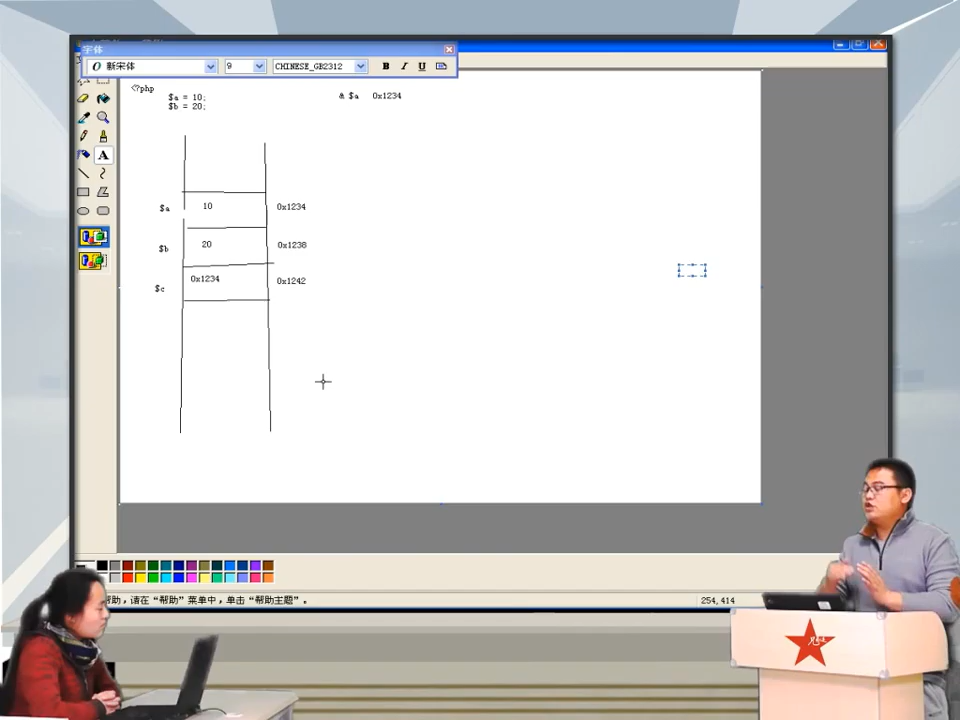 字体
新宋体
9
CHINESE_GB2312
B I U
<?php
$a = 10;
$b = 20;
& $a 0x1234
$a 10 0x1234
$b 20 0x1238
$c 0x1234 0x1242
A
帮助,请在“帮助”菜单中,单击“帮助主题”。
254,414